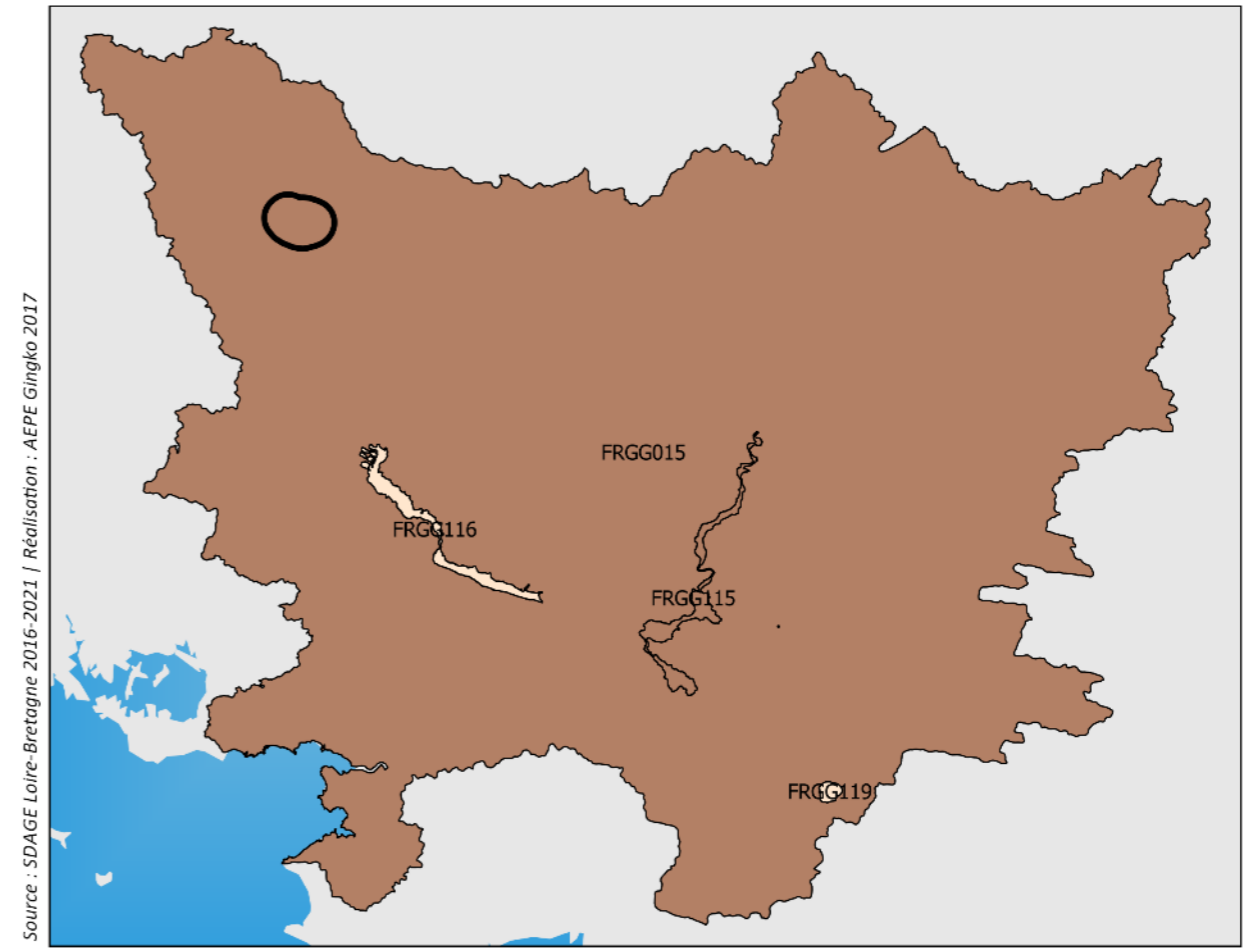 Source : SDAGE Loire-Bretagne 2016-2021 | Réalisation : AEPE Gingko 2017
FRGG015
FRGG116
FRGG115
FRGG119